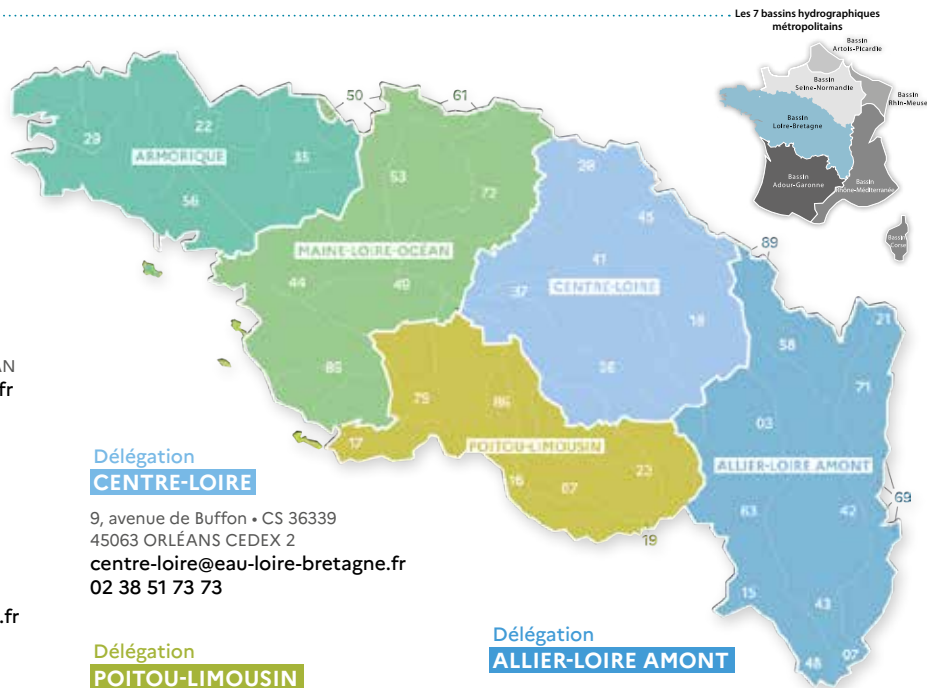 Les 7 bassins hydrographiques
métropolitains
Bassin
Artois-Picardie
Bassin
Seine-Normandie
Bassin
Rhin-Meuse
Bassin
Loire-Bretagne
Bassin
Adour-Garonne
Bassin
Rhône-Méditerranée
Bassin
Corse
50
61
29
22
35
56
ARMORIQUE
53
72
28
45
MAINE-LOIRE-OCÉAN
44
49
41
37
CENTRE-LOIRE
18
36
89
58
21
71
85
79
86
17
POITOU-LIMOUSIN
16
87
23
19
03
ALLIER-LOIRE AMONT
63
42
69
15
43
48
07
AN
fr
Délégation
CENTRE-LOIRE
9, avenue de Buffon • CS 36339
45063 ORLÉANS CEDEX 2
centre-loire@eau-loire-bretagne.fr
02 38 51 73 73
.fr
Délégation
POITOU-LIMOUSIN
Délégation
ALLIER-LOIRE AMONT